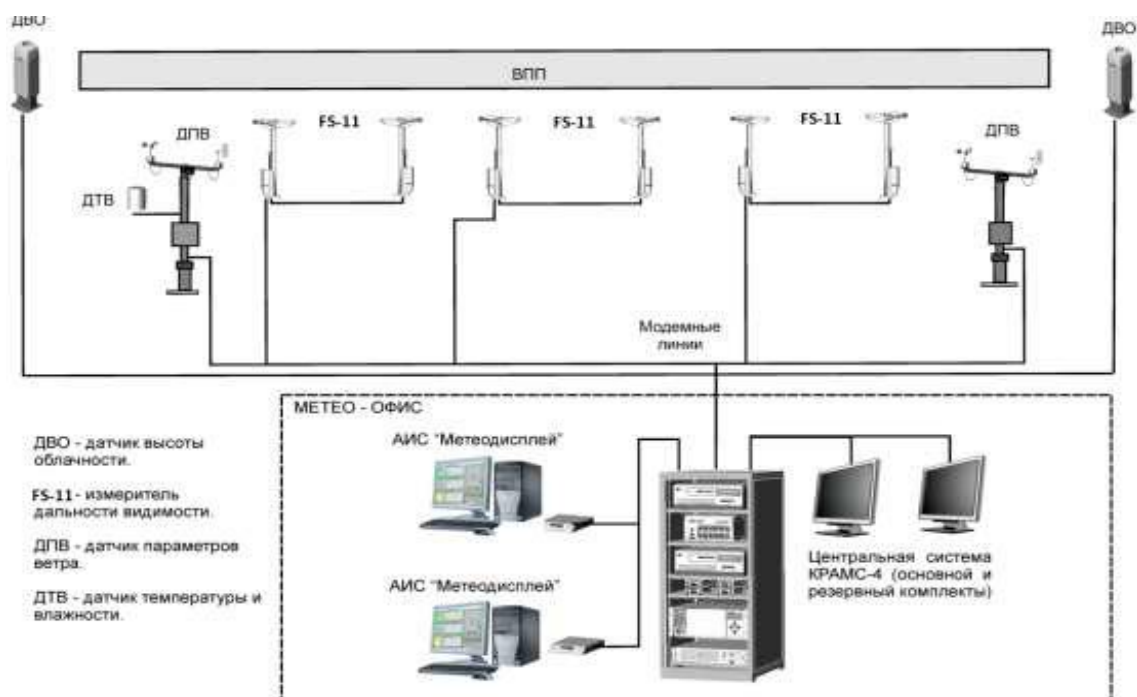 ДВО
ДВО
ВПП
FS-11
FS-11
FS-11
ДПВ
ДПВ
ДТВ
Модемные
линии
МЕТЕО - ОФИС
АИС "Метеодисплей"
ДВО - датчик высоты
облачности.
FS-11 - измеритель
дальности видимости.
ДПВ - датчик параметров
ветра.
ДТВ - датчик температуры и
влажности.
Центральная система
КРАМС-4 (основной и
резервный комплекты)
АИС "Метеодисплей"